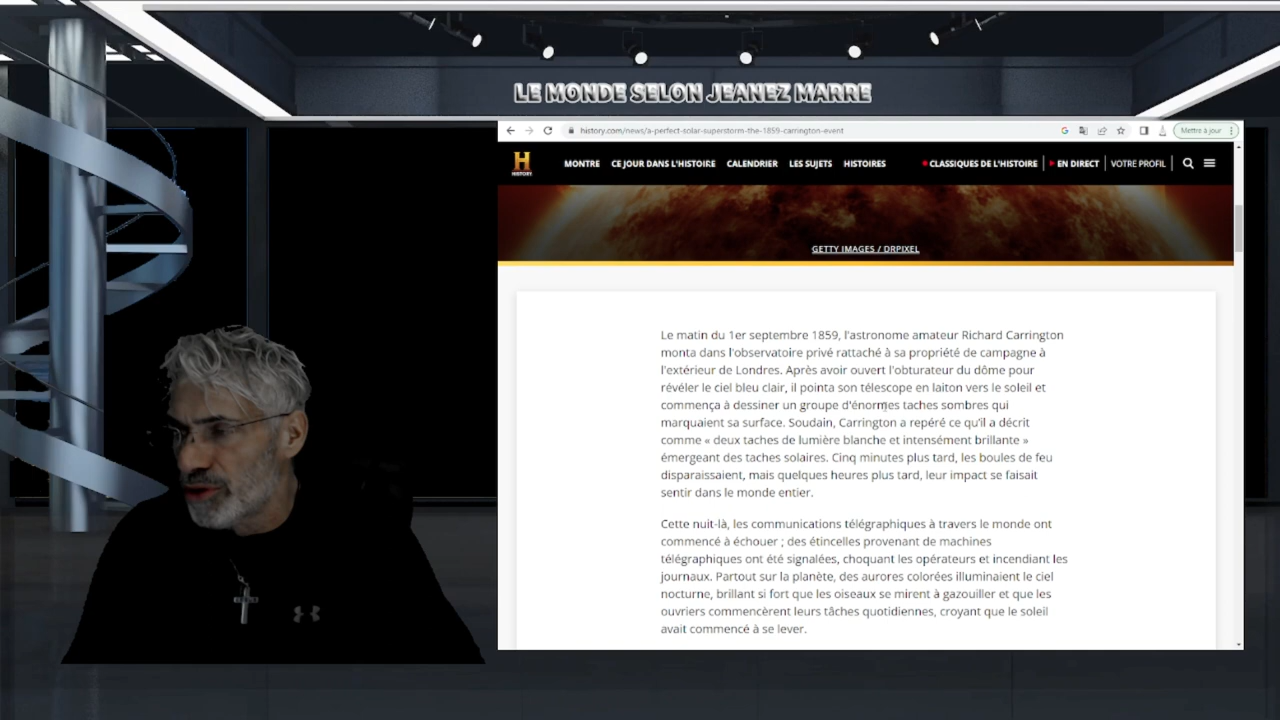 LE MONDE SELON JEANEZ MARRE
history.com/news/a-perfect-solar-superstorm-the-1859-carrington-event
Mettre à jour
H
HISTORY
MONTRE CE JOUR DANS L'HISTOIRE CALENDRIER LES SUJETS HISTOIRES CLASSIQUES DE L'HISTOIRE EN DIRECT VOTRE PROFIL
GETTY IMAGES / DRPIXEL
Le matin du 1er septembre 1859, l'astronome amateur Richard Carrington
monta dans l'observatoire privé rattaché à sa propriété de campagne à
l'extérieur de Londres. Après avoir ouvert l'obturateur du dôme pour
révéler le ciel bleu clair, il pointa son télescope en laiton vers le soleil et
commença à dessiner un groupe d'énormes taches sombres qui
marquaient sa surface. Soudain, Carrington a repéré ce qu'il a décrit
comme « deux taches de lumière blanche et intensément brillante »
émergeant des taches solaires. Cinq minutes plus tard, les boules de feu
disparaissaient, mais quelques heures plus tard, leur impact se faisait
sentir dans le monde entier.
Cette nuit-là, les communications télégraphiques à travers le monde ont
commencé à échouer ; des étincelles provenant de machines
télégraphiques ont été signalées, choquant les opérateurs et incendiant les
journaux. Partout sur la planète, des aurores colorées illuminaient le ciel
nocturne, brillant si fort que les oiseaux se mirent à gazouiller et que les
ouvriers commencèrent leurs tâches quotidiennes, croyant que le soleil
avait commencé à se lever.